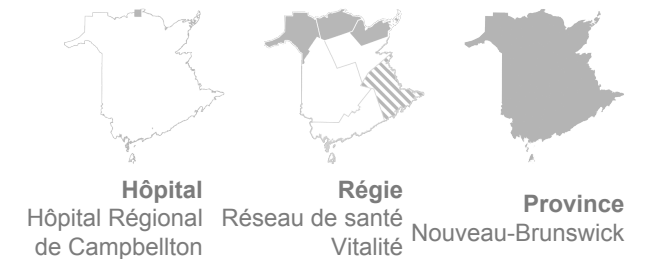 Hôpital
Hôpital Régional
de Campbellton
Régie
Réseau de santé
Vitalité
Province
Nouveau-Brunswick